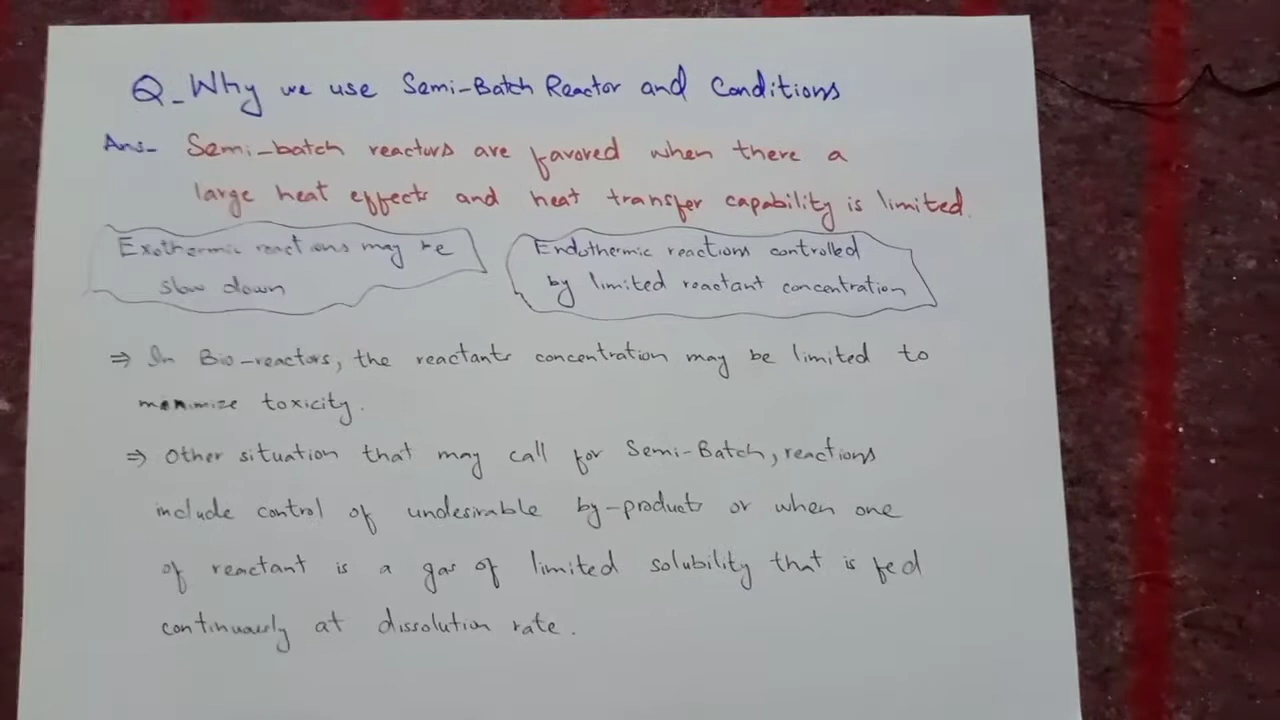 Q_ Why we use Semi-Batch Reactor and Conditions
Ans- Semi-batch reactors are favored when there a
large heat effects and heat transfer capability is limited.
Exothermic reactions may be
slow down
Endothermic reactions controlled
by limited reactant concentration
⇒ In Bio-reactors, the reactants concentration may be limited to
minimize toxicity.
⇒ Other situation that may call for Semi-Batch, reactions
include control of undesirable by-products or when one
of reactant is a gas of limited solubility that is fed
continuously at dissolution rate.